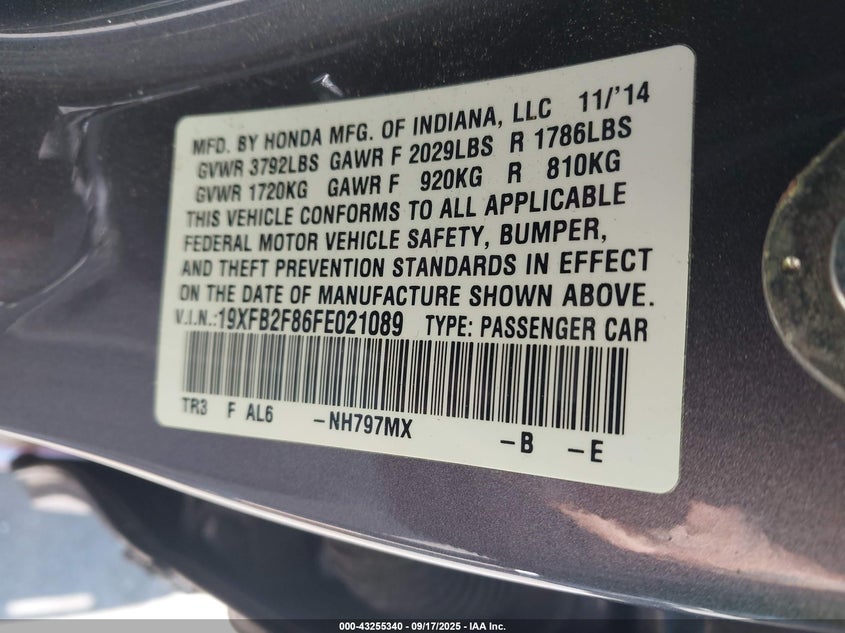 MFD. BY HONDA MFG. OF INDIANA, LLC 11/'14
GVWR 3792LBS GAWR F 2029LBS R 1786LBS
GVWR 1720KG GAWR F 920KG R 810KG
THIS VEHICLE CONFORMS TO ALL APPLICABLE
FEDERAL MOTOR VEHICLE SAFETY, BUMPER,
AND THEFT PREVENTION STANDARDS IN EFFECT
ON THE DATE OF MANUFACTURE SHOWN ABOVE.
V.I.N.:19XFB2F86FE021089 TYPE: PASSENGER CAR
TR3 F AL6 -NH797MX -B -E
000-43255340 - 09/17/2025 - IAA Inc.